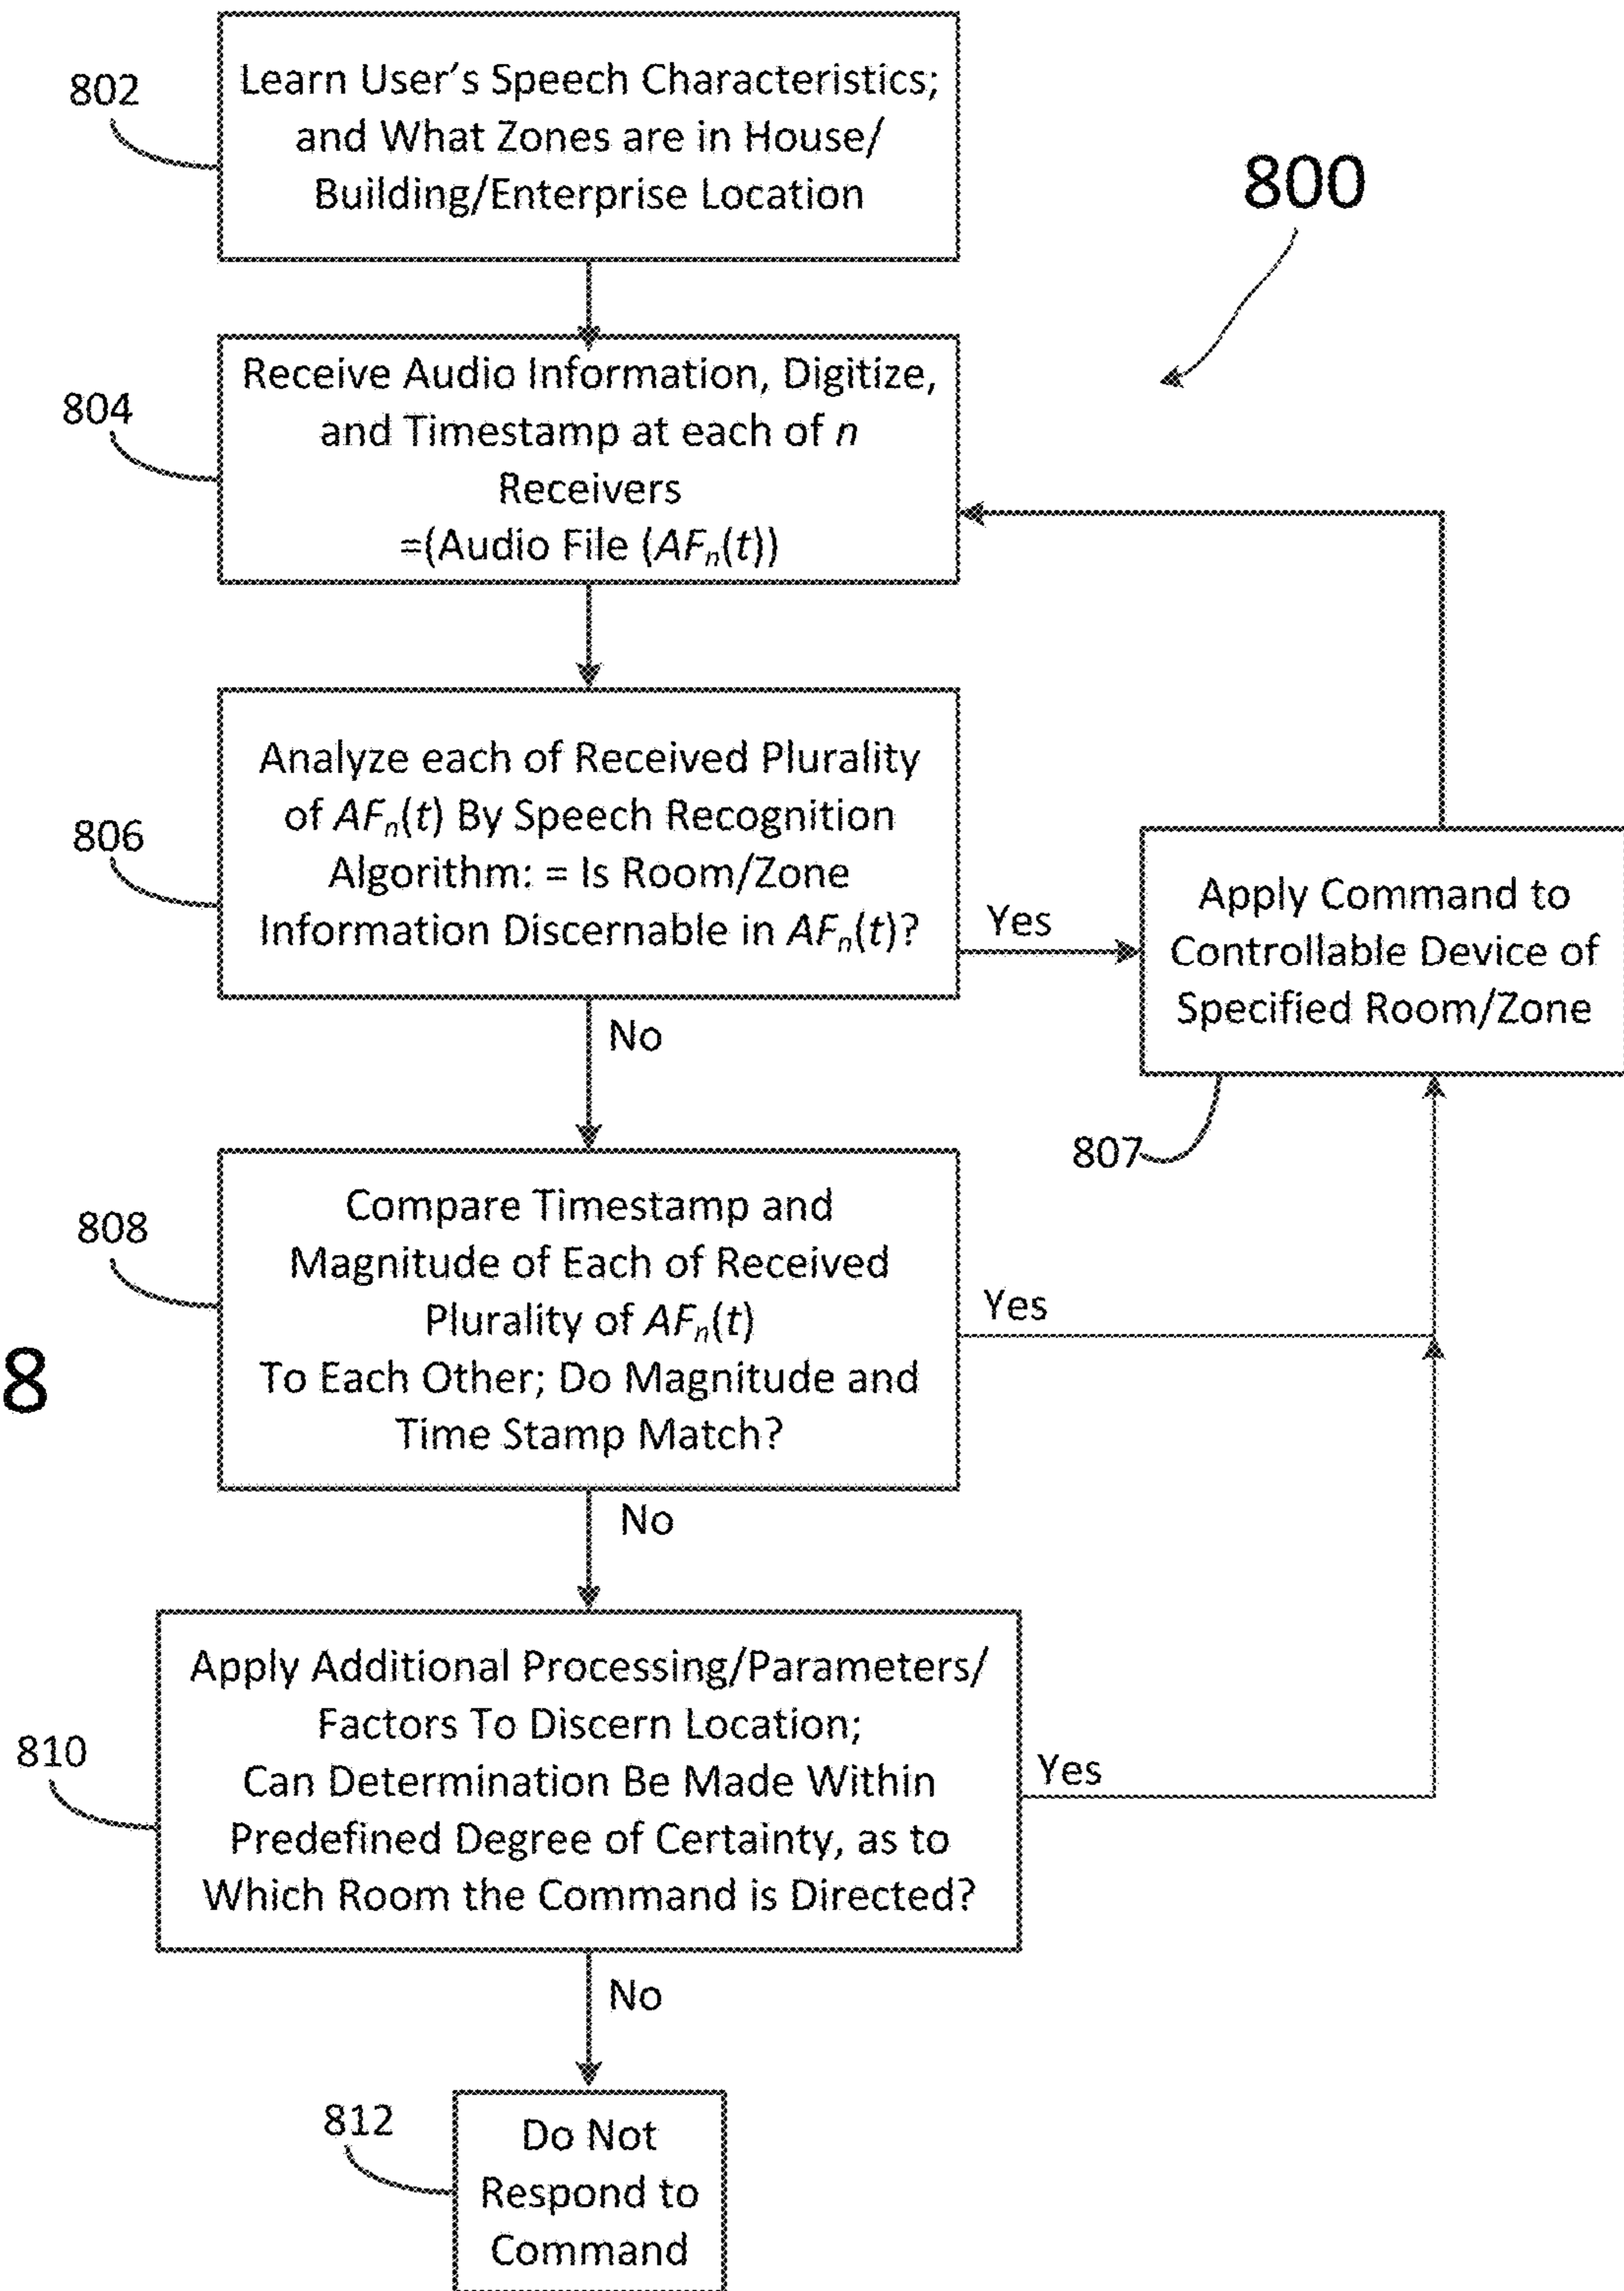 802
Learn User's Speech Characteristics;
and What Zones are in House/
Building/Enterprise Location
800
804
Receive Audio Information, Digitize,
and Timestamp at each of n
Receivers
=(Audio File (AFn(t))
806
Analyze each of Received Plurality
of AFn(t) By Speech Recognition
Algorithm: = Is Room/Zone
Information Discernable in AFn(t)?
Yes
Apply Command to
Controllable Device of
Specified Room/Zone
807
No
808
Compare Timestamp and
Magnitude of Each of Received
Plurality of AFn(t)
To Each Other; Do Magnitude and
Time Stamp Match?
Yes
8
No
810
Apply Additional Processing/Parameters/
Factors To Discern Location;
Can Determination Be Made Within
Predefined Degree of Certainty, as to
Which Room the Command is Directed?
Yes
No
812
Do Not
Respond to
Command